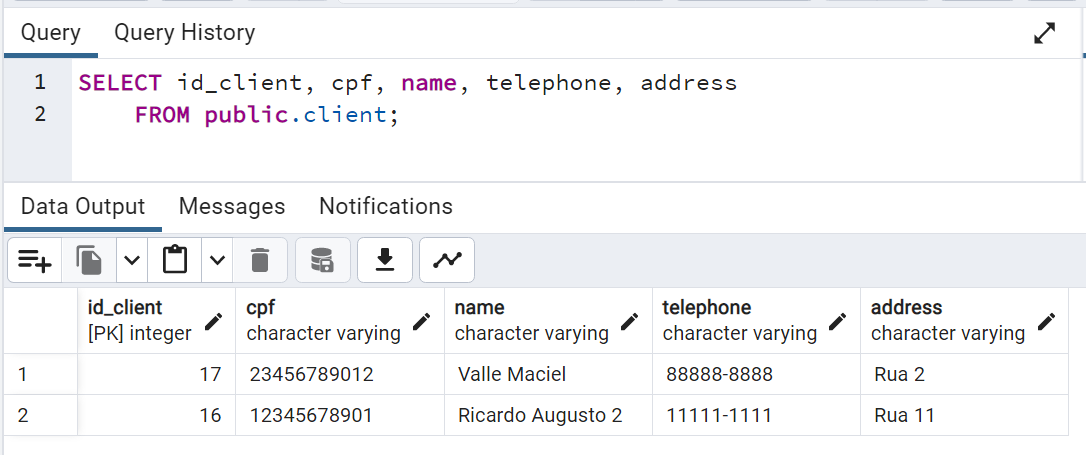 Query Query History
1 SELECT id_client, cpf, name, telephone, address
2 FROM public.client;
Data Output Messages Notifications
id_client cpf name telephone address
[PK] integer character varying character varying character varying character varying
1 17 23456789012 Valle Maciel 88888-8888 Rua 2
2 16 12345678901 Ricardo Augusto 2 11111-1111 Rua 11